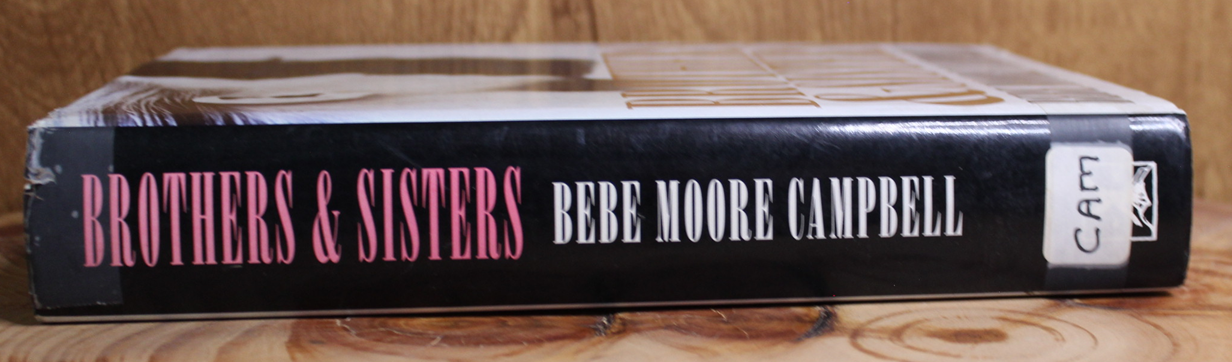 BROTHERS & SISTERS BEBE MOORE CAMPBELL
CAM